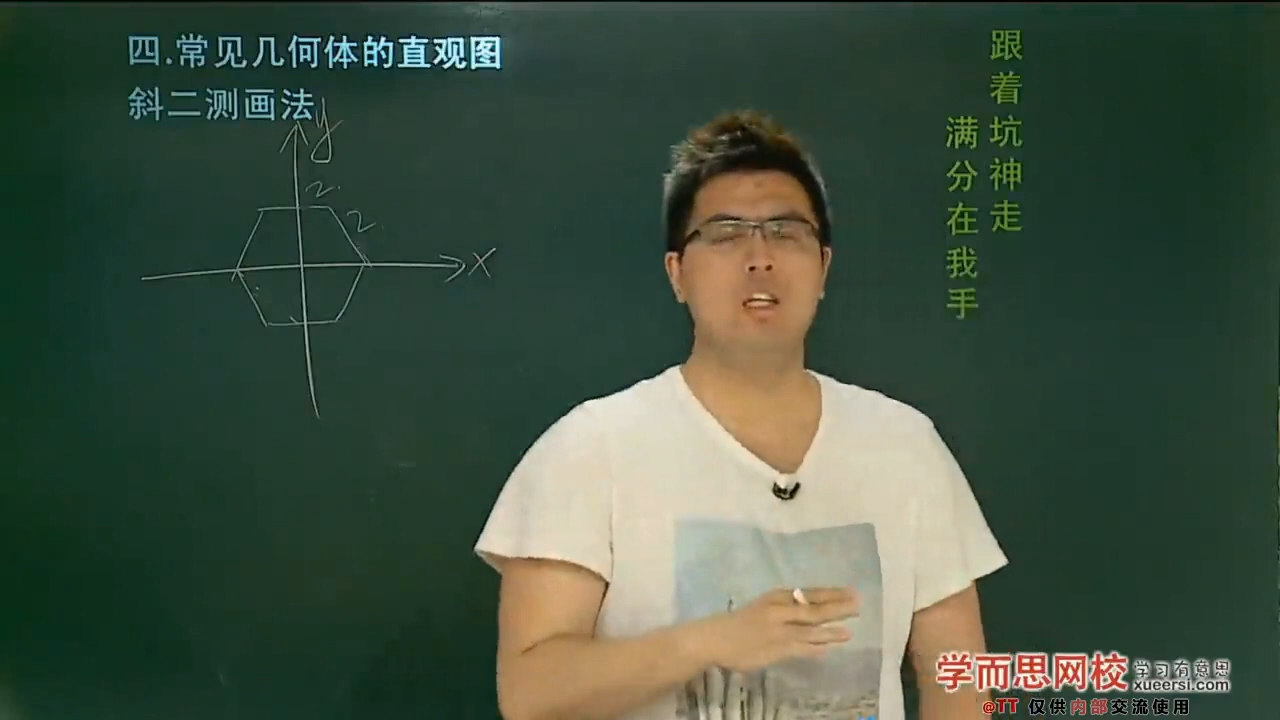 四.常见几何体的直观图
斜二测画法
y
2
2
x
跟着坑神走
满分在我手
学而思网校 学习有意思
xueersi.com
@TT 仅供内部交流使用